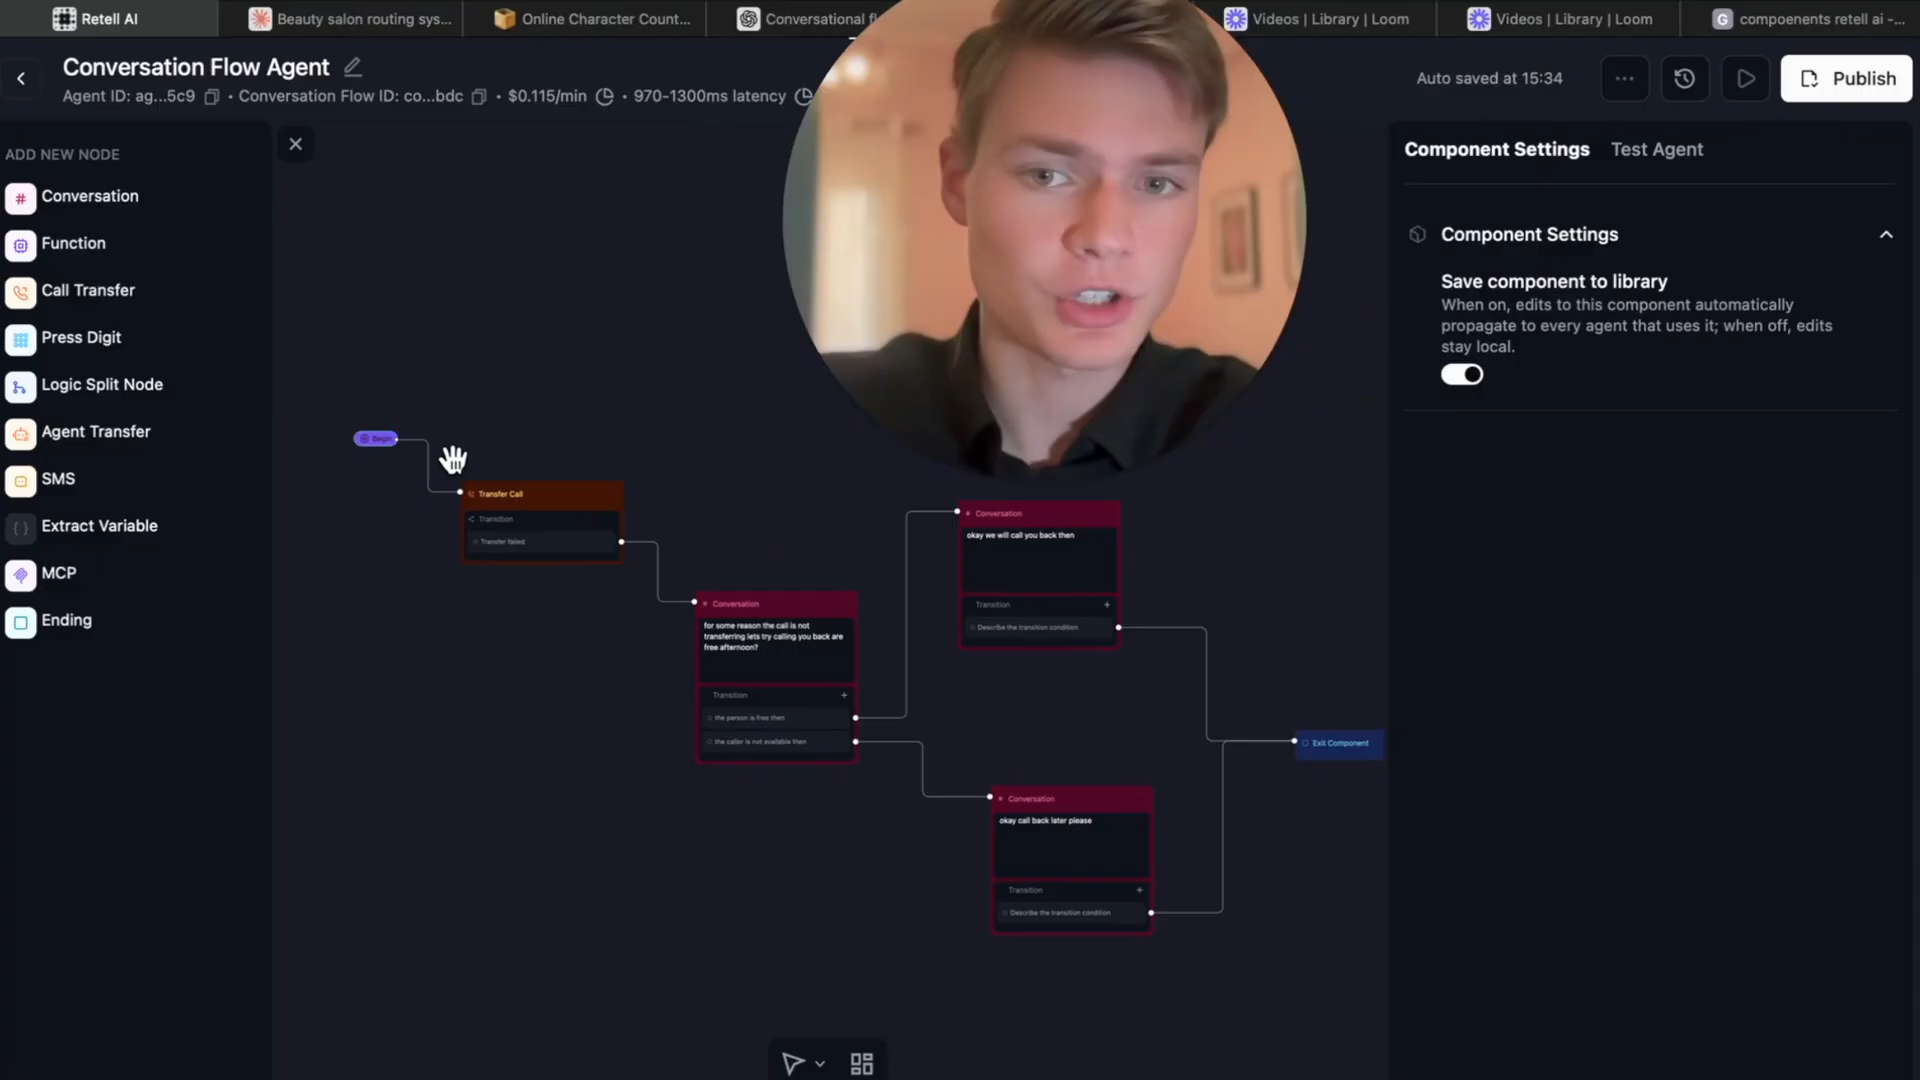 Retell AI
Beauty salon routing sys...
Online Character Count...
Conversational
Videos | Library | Loom
Videos | Library | Loom
compoenents retell ai -...
Conversation Flow Agent
Agent ID: ag...5c9 • Conversation Flow ID: co...bdc • $0.115/min • 970-1300ms latency
Auto saved at 15:34
Publish
ADD NEW NODE
Conversation
Function
Call Transfer
Press Digit
Logic Split Node
Agent Transfer
SMS
Extract Variable
MCP
Ending
Begin
Transfer Call
Transition
Transfer failed
Conversation
for some reason the call is not
transferring lets try calling you back are
free afternoon?
Transition
the person is free then
the caller is not available then
Conversation
okay we will call you back then
Transition
Describe the transition condition
Conversation
okay call back later please
Transition
Describe the transition condition
Exit Component
Component Settings
Test Agent
Component Settings
Save component to library
When on, edits to this component automatically
propagate to every agent that uses it; when off, edits
stay local.